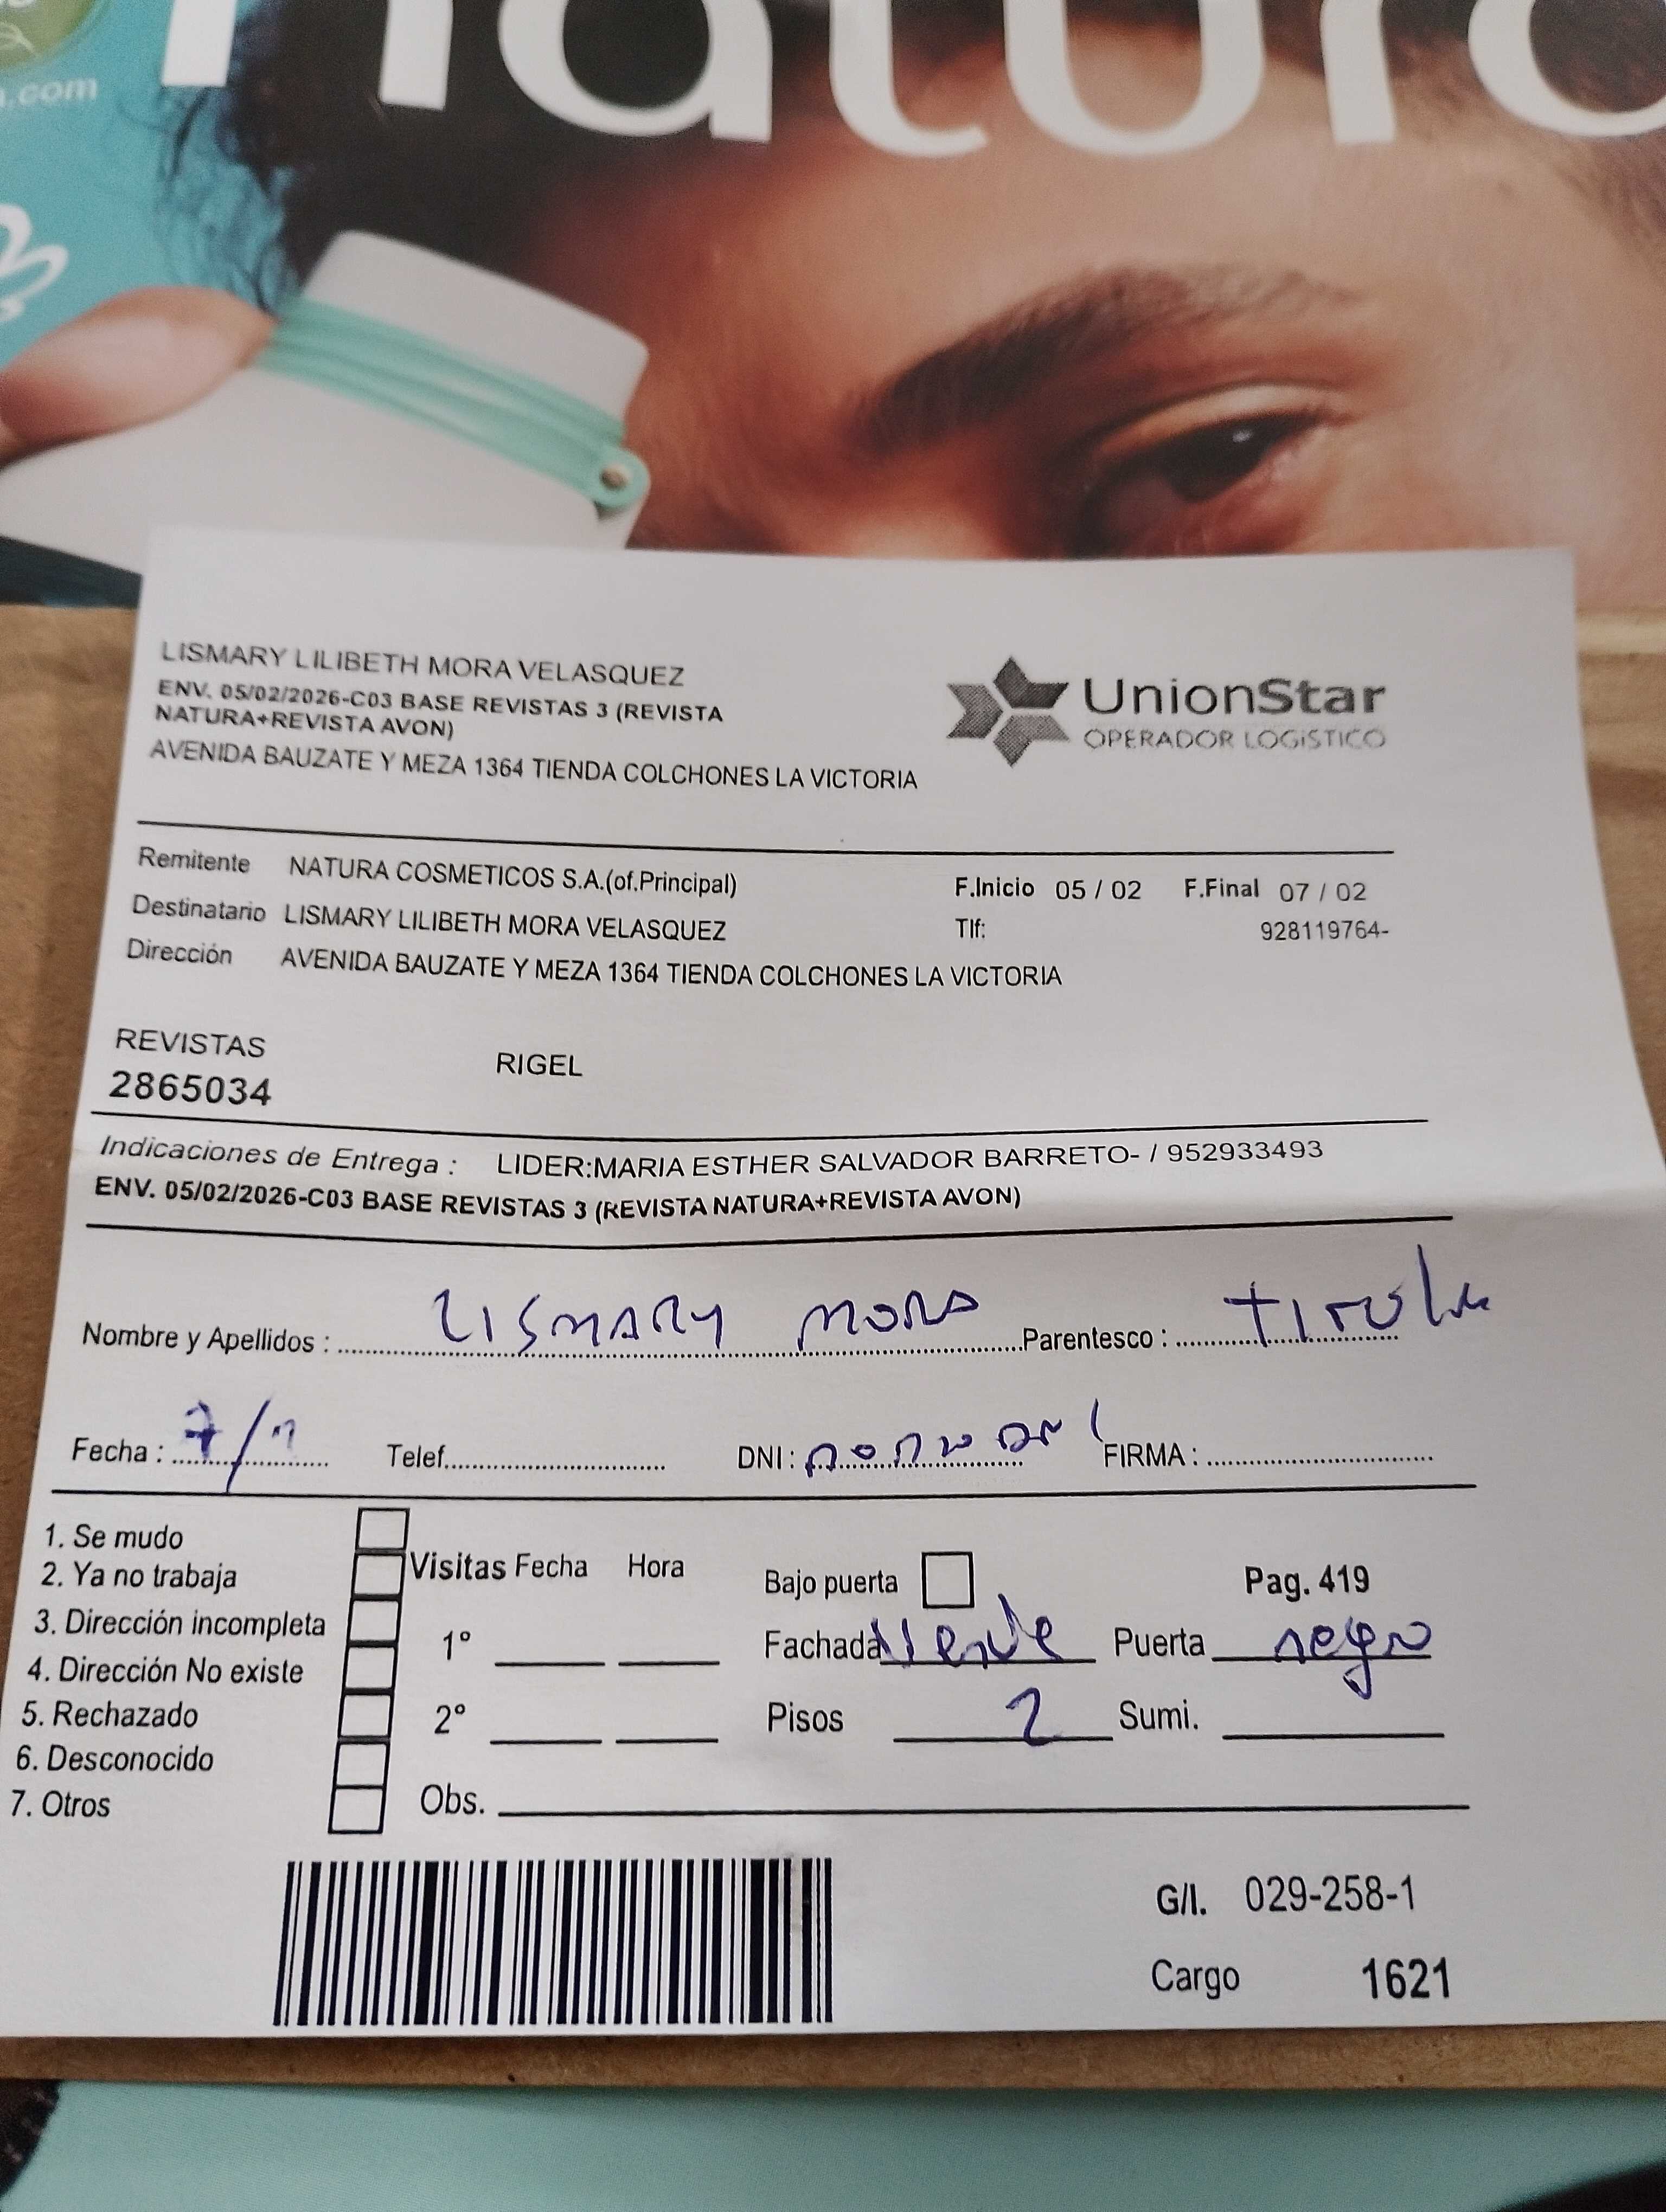 natura
.com
LISMARY LILIBETH MORA VELASQUEZ
ENV. 05/02/2026-C03 BASE REVISTAS 3 (REVISTA
NATURA+REVISTA AVON)
AVENIDA BAUZATE Y MEZA 1364 TIENDA COLCHONES LA VICTORIA
UnionStar
OPERADOR LOGíSTICO
Remitente NATURA COSMETICOS S.A.(of.Principal) F.Inicio 05 / 02 F.Final 07 / 02
Destinatario LISMARY LILIBETH MORA VELASQUEZ Tlf: 928119764-
Dirección AVENIDA BAUZATE Y MEZA 1364 TIENDA COLCHONES LA VICTORIA
REVISTAS RIGEL
2865034
Indicaciones de Entrega : LIDER:MARIA ESTHER SALVADOR BARRETO- / 952933493
ENV. 05/02/2026-C03 BASE REVISTAS 3 (REVISTA NATURA+REVISTA AVON)
Nombre y Apellidos : LISMARY MORA Parentesco : TITULAR
Fecha : 7/ Telef. DNI : FIRMA :
1. Se mudo
2. Ya no trabaja
3. Dirección incompleta
4. Dirección No existe
5. Rechazado
6. Desconocido
7. Otros
Visitas Fecha Hora Bajo puerta Pag. 419
1° Fachada Verde Puerta negro
2° Pisos 2 Sumi.
Obs.
G/I. 029-258-1
Cargo 1621